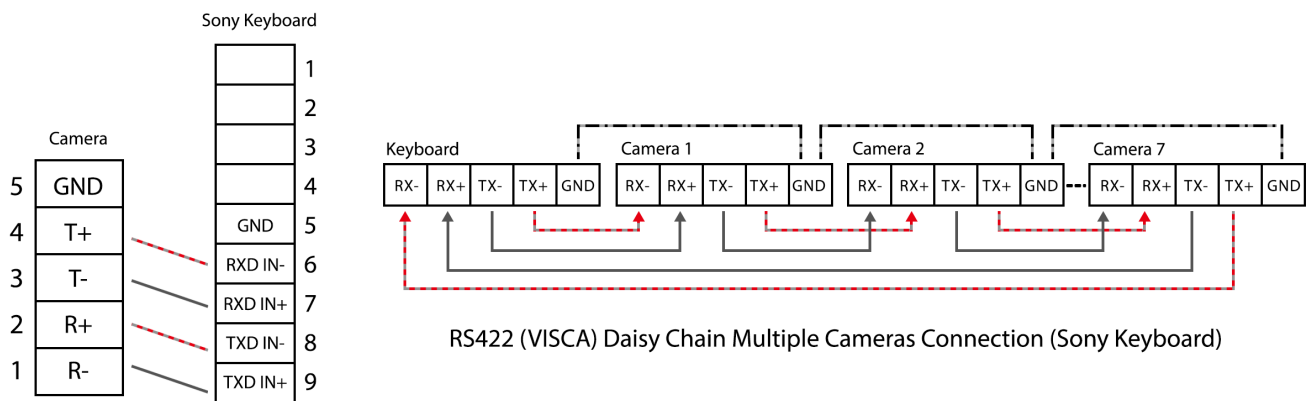 Sony Keyboard
1
2
3
4
GND 5
RXD IN- 6
RXD IN+ 7
TXD IN- 8
TXD IN+ 9
Camera
5 GND
4 T+
3 T-
2 R+
1 R-
Keyboard Camera 1 Camera 2 Camera 7
RX- RX+ TX- TX+ GND RX- RX+ TX- TX+ GND RX- RX+ TX- TX+ GND RX- RX+ TX- TX+ GND
RS422 (VISCA) Daisy Chain Multiple Cameras Connection (Sony Keyboard)